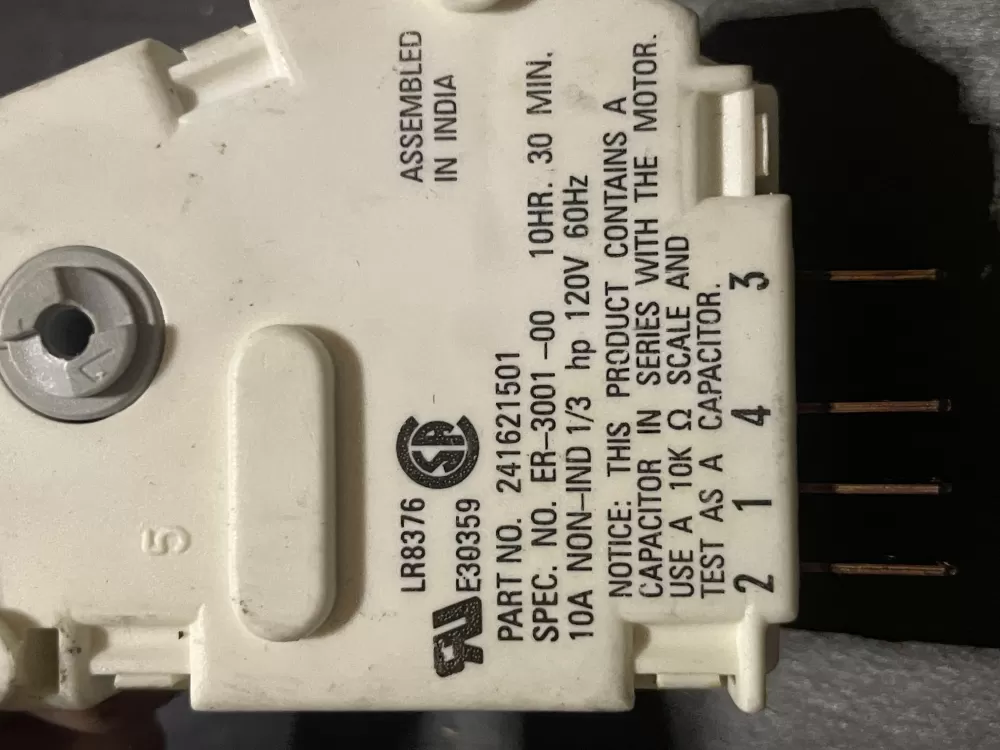 ASSEMBLED
IN INDIA
LR8376
E30359
PART NO. 241621501
SPEC. NO. ER-3001-00 10HR. 30 MIN.
10A NON-IND 1/3 hp 120V 60Hz
NOTICE: THIS PRODUCT CONTAINS A
CAPACITOR IN SERIES WITH THE MOTOR.
USE A 10K Ω SCALE AND
TEST AS A CAPACITOR.
2 1 4 3
5